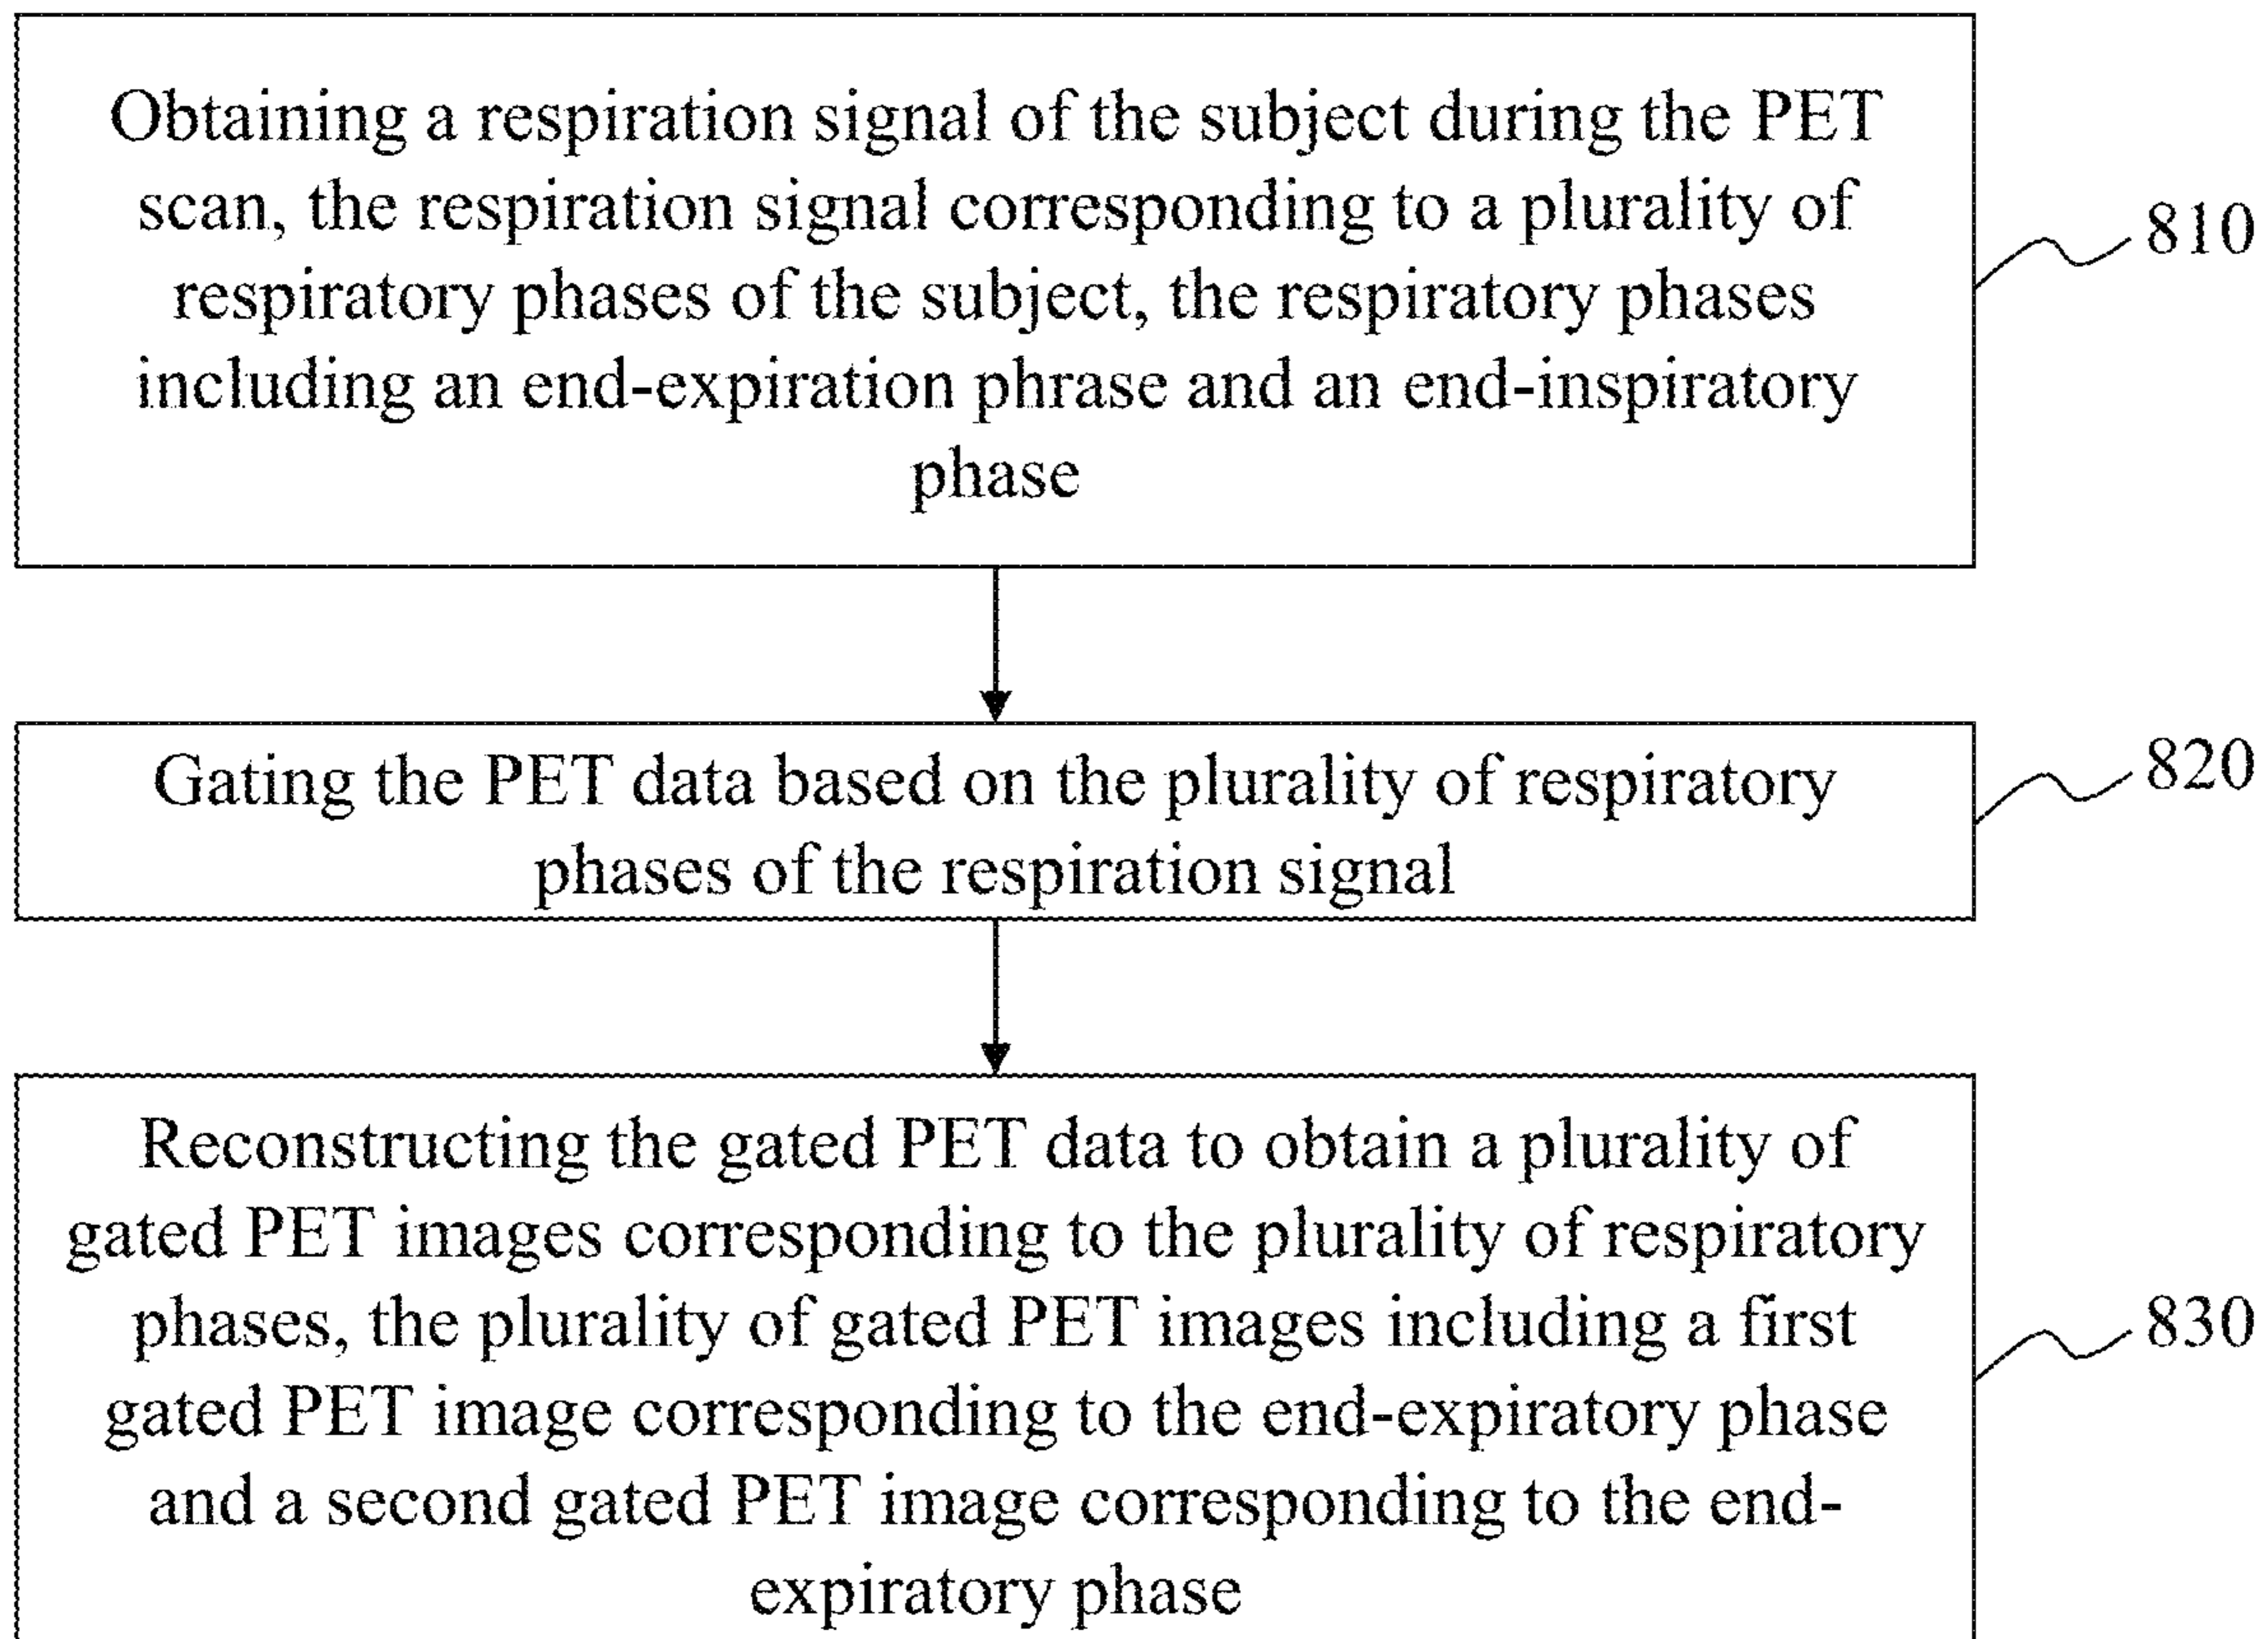 Obtaining a respiration signal of the subject during the PET
scan, the respiration signal corresponding to a plurality of
respiratory phases of the subject, the respiratory phases
including an end-expiration phrase and an end-inspiratory
phase
810
Gating the PET data based on the plurality of respiratory
phases of the respiration signal
820
Reconstructing the gated PET data to obtain a plurality of
gated PET images corresponding to the plurality of respiratory
phases, the plurality of gated PET images including a first
gated PET image corresponding to the end-expiratory phase
and a second gated PET image corresponding to the end-
expiratory phase
830